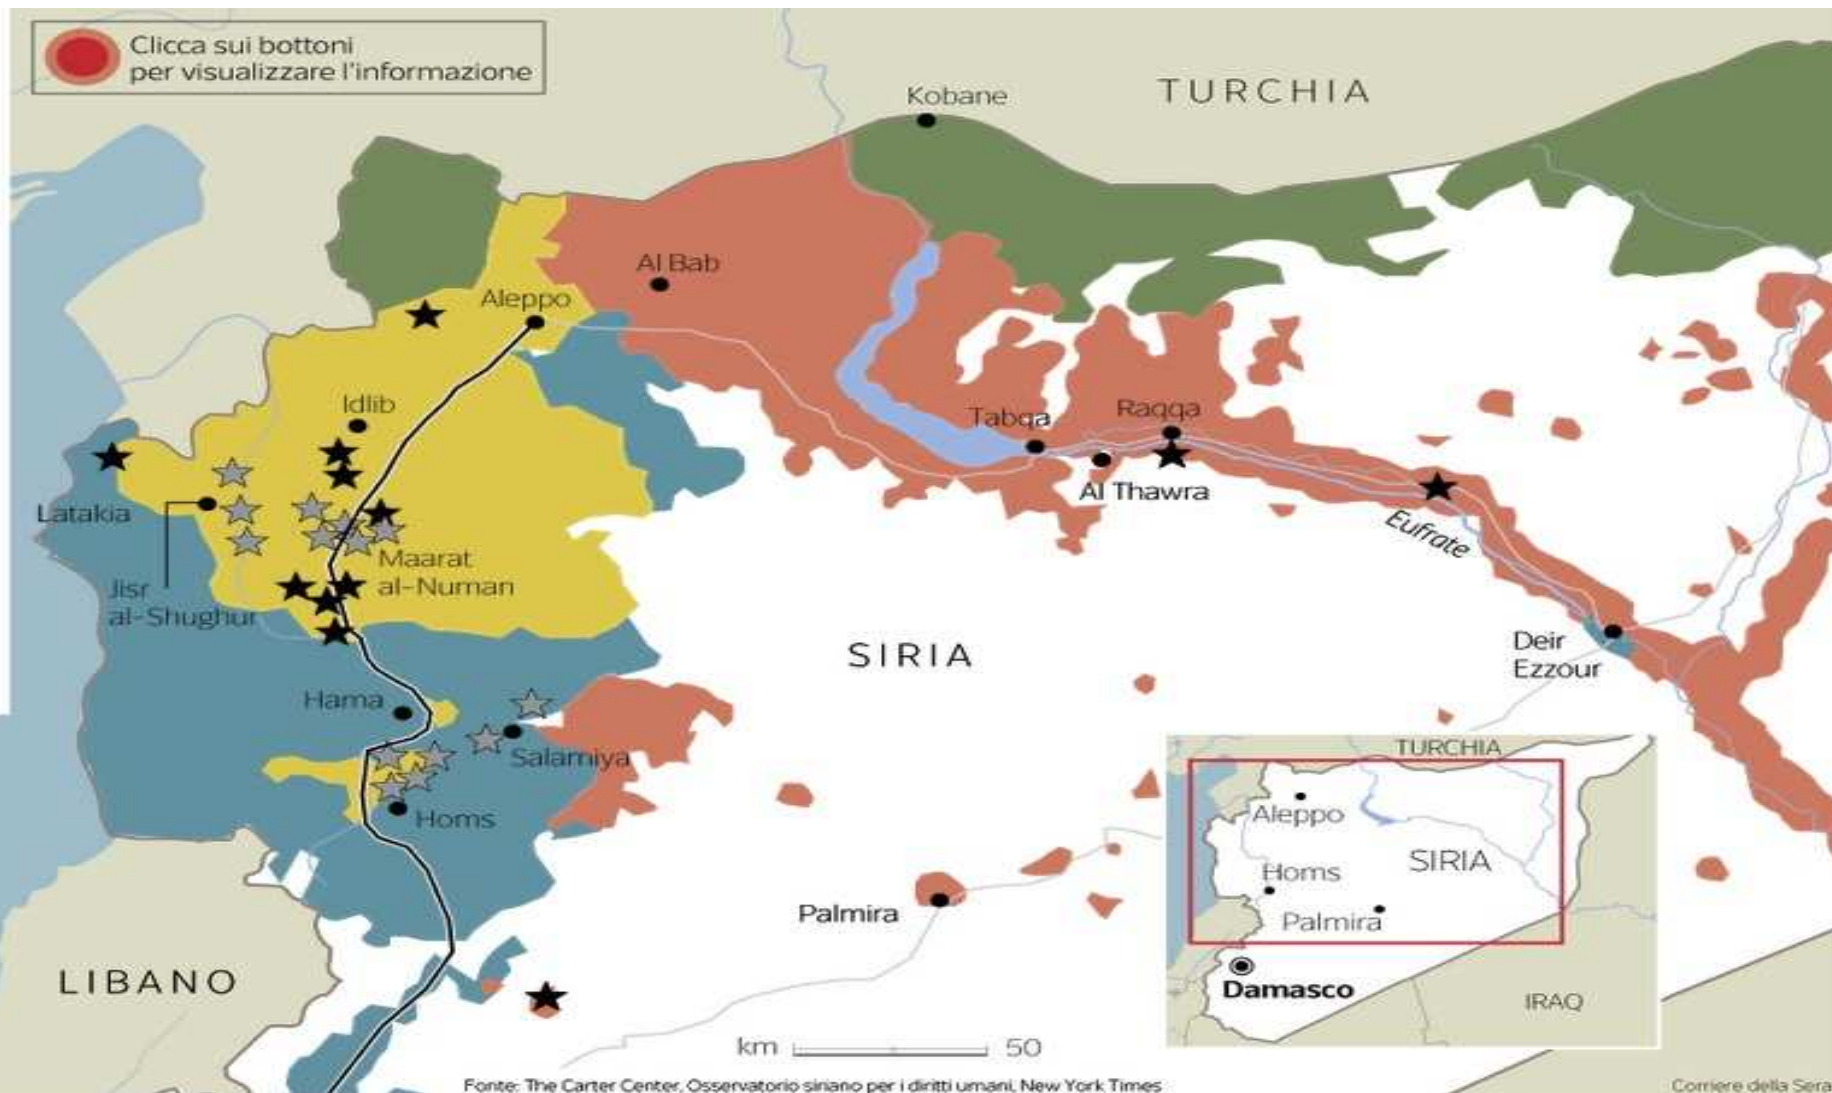 Clicca sui bottoni
per visualizzare l'informazione
TURCHIA
Kobane
Al Bab
Aleppo
Idlib
Tabqa
Raqqa
Al Thawra
Latakia
Eufrate
Maarat
al-Numan
Jisr
al-Shughur
SIRIA
Deir
Ezzour
Hama
Salamiya
Homs
Palmira
LIBANO
TURCHIA
Aleppo
SIRIA
Homs
Palmira
Damasco
IRAQ
km 50
Fonte: The Carter Center, Osservatorio siriano per i diritti umani, New York Times
Corriere della Sera